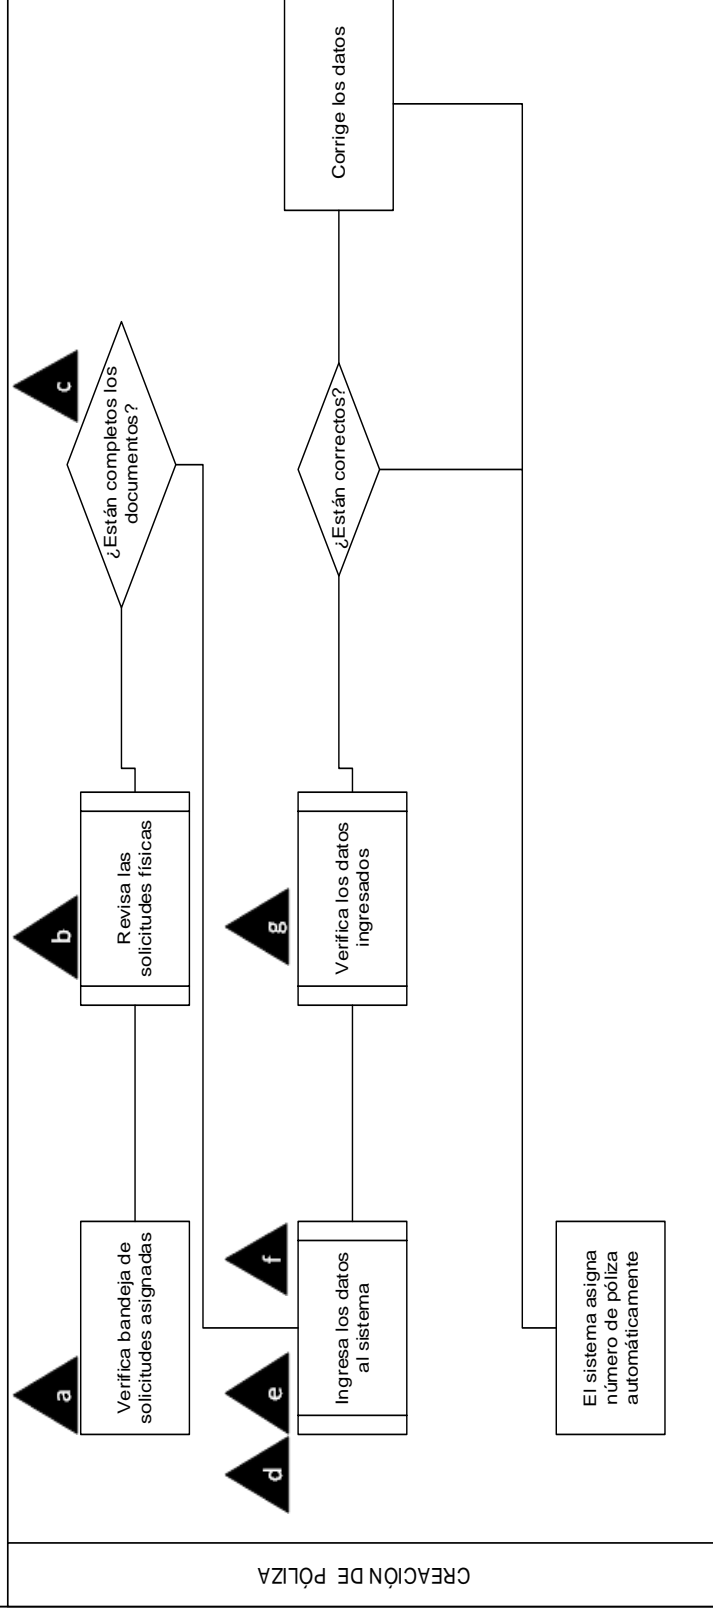 CREACIÓN DE PÓLIZA
a
Verifica bandeja de
solicitudes asignadas
b
Revisa las
solicitudes físicas
c
¿Están completos los
documentos?
d
e
f
Ingresa los datos
al sistema
g
Verifica los datos
ingresados
¿Están correctos?
Corrige los datos
El sistema asigna
número de póliza
automáticamente